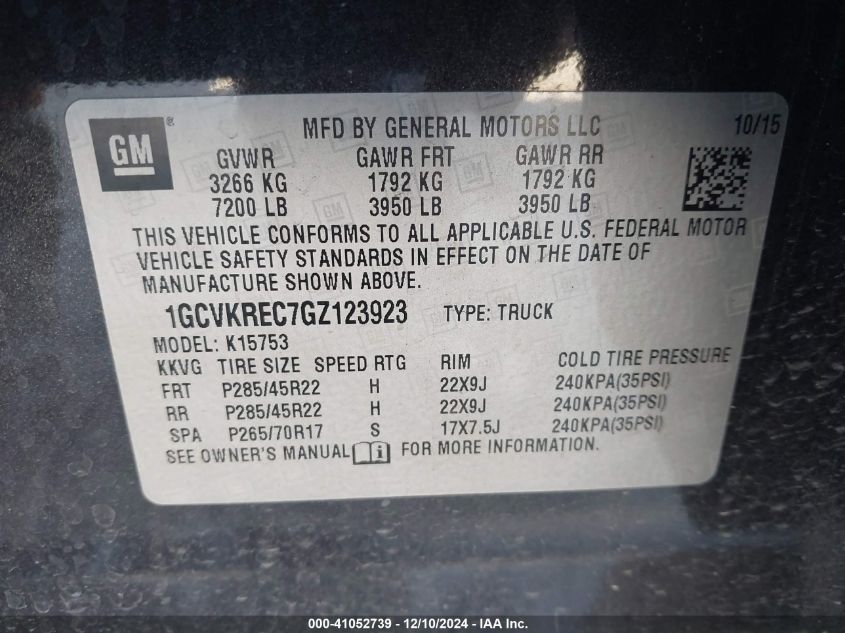 GM®
MFD BY GENERAL MOTORS LLC 10/15
GVWR GAWR FRT GAWR RR
3266 KG 1792 KG 1792 KG
7200 LB 3950 LB 3950 LB
THIS VEHICLE CONFORMS TO ALL APPLICABLE U.S. FEDERAL MOTOR
VEHICLE SAFETY STANDARDS IN EFFECT ON THE DATE OF
MANUFACTURE SHOWN ABOVE.
1GCVKREC7GZ123923 TYPE: TRUCK
MODEL: K15753
KKVG TIRE SIZE SPEED RTG RIM COLD TIRE PRESSURE
FRT P285/45R22 H 22X9J 240KPA(35PSI)
RR P285/45R22 H 22X9J 240KPA(35PSI)
SPA P265/70R17 S 17X7.5J 240KPA(35PSI)
SEE OWNER'S MANUAL FOR MORE INFORMATION.
000-41052739 - 12/10/2024 - IAA Inc.